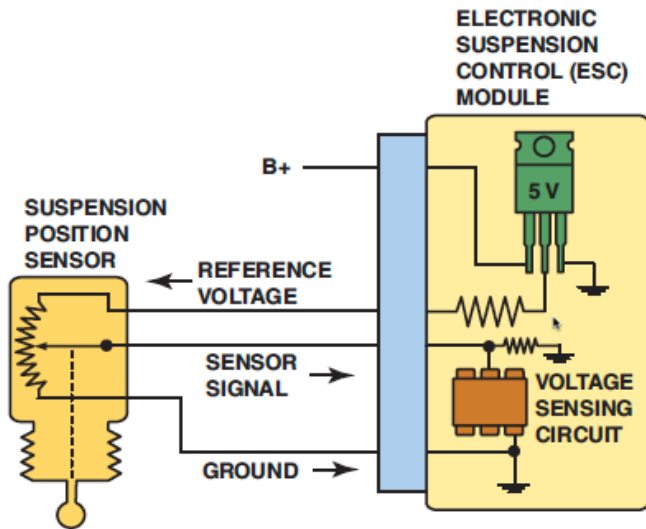 ELECTRONIC
SUSPENSION
CONTROL (ESC)
MODULE
B+
5 V
SUSPENSION
POSITION
SENSOR
REFERENCE
VOLTAGE
SENSOR
SIGNAL
VOLTAGE
SENSING
CIRCUIT
GROUND